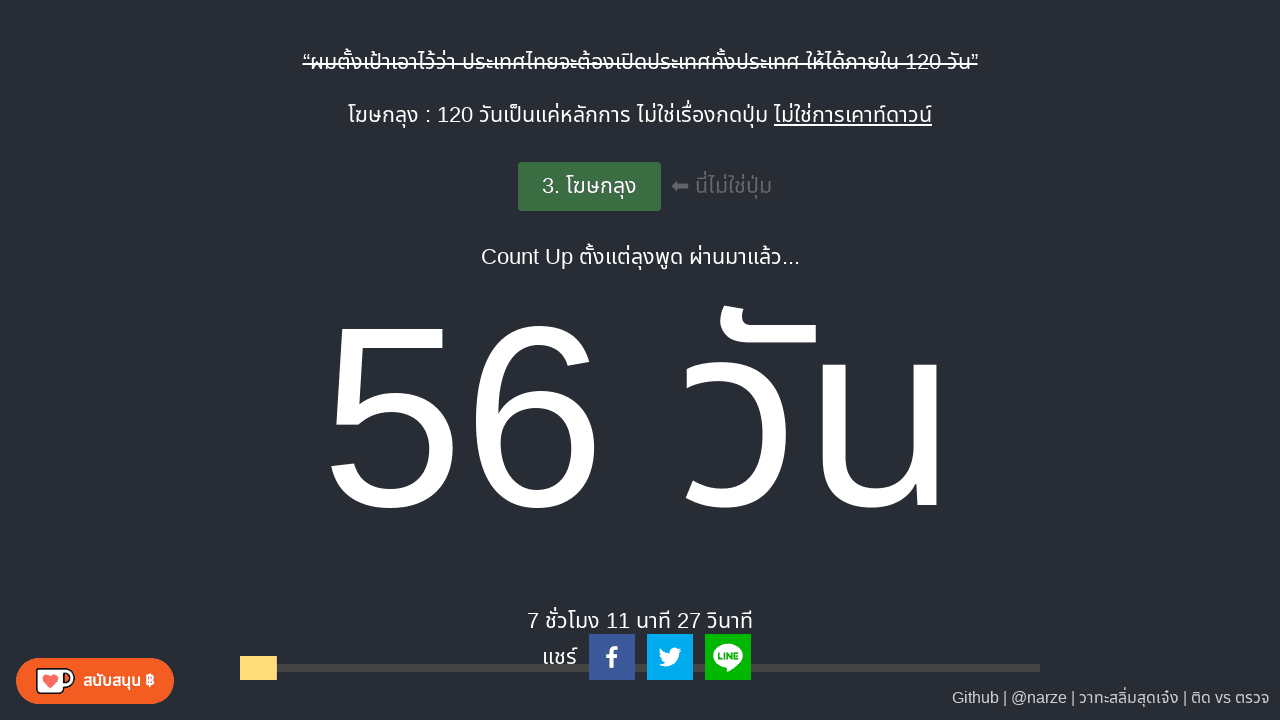 “ผมตั้งเป้าเอาไว้ว่า ประเทศไทยจะต้องเปิดประเทศทั้งประเทศ ให้ได้ภายใน 120 วัน”
โฆษกลุง : 120 วันเป็นแค่หลักการ ไม่ใช่เรื่องกดปุ่ม ไม่ใช่การเคาท์ดาวน์
3. โฆษกลุง ⬅ นี่ไม่ใช่ปุ่ม
Count Up ตั้งแต่ลุงพูด ผ่านมาแล้ว...
56 วัน
7 ชั่วโมง 11 นาที 27 วินาที
แชร์
LINE
สนับสนุน ฿
Github | @narze | วาทะสลิ่มสุดเจ๋ง | ติด vs ตรวจ